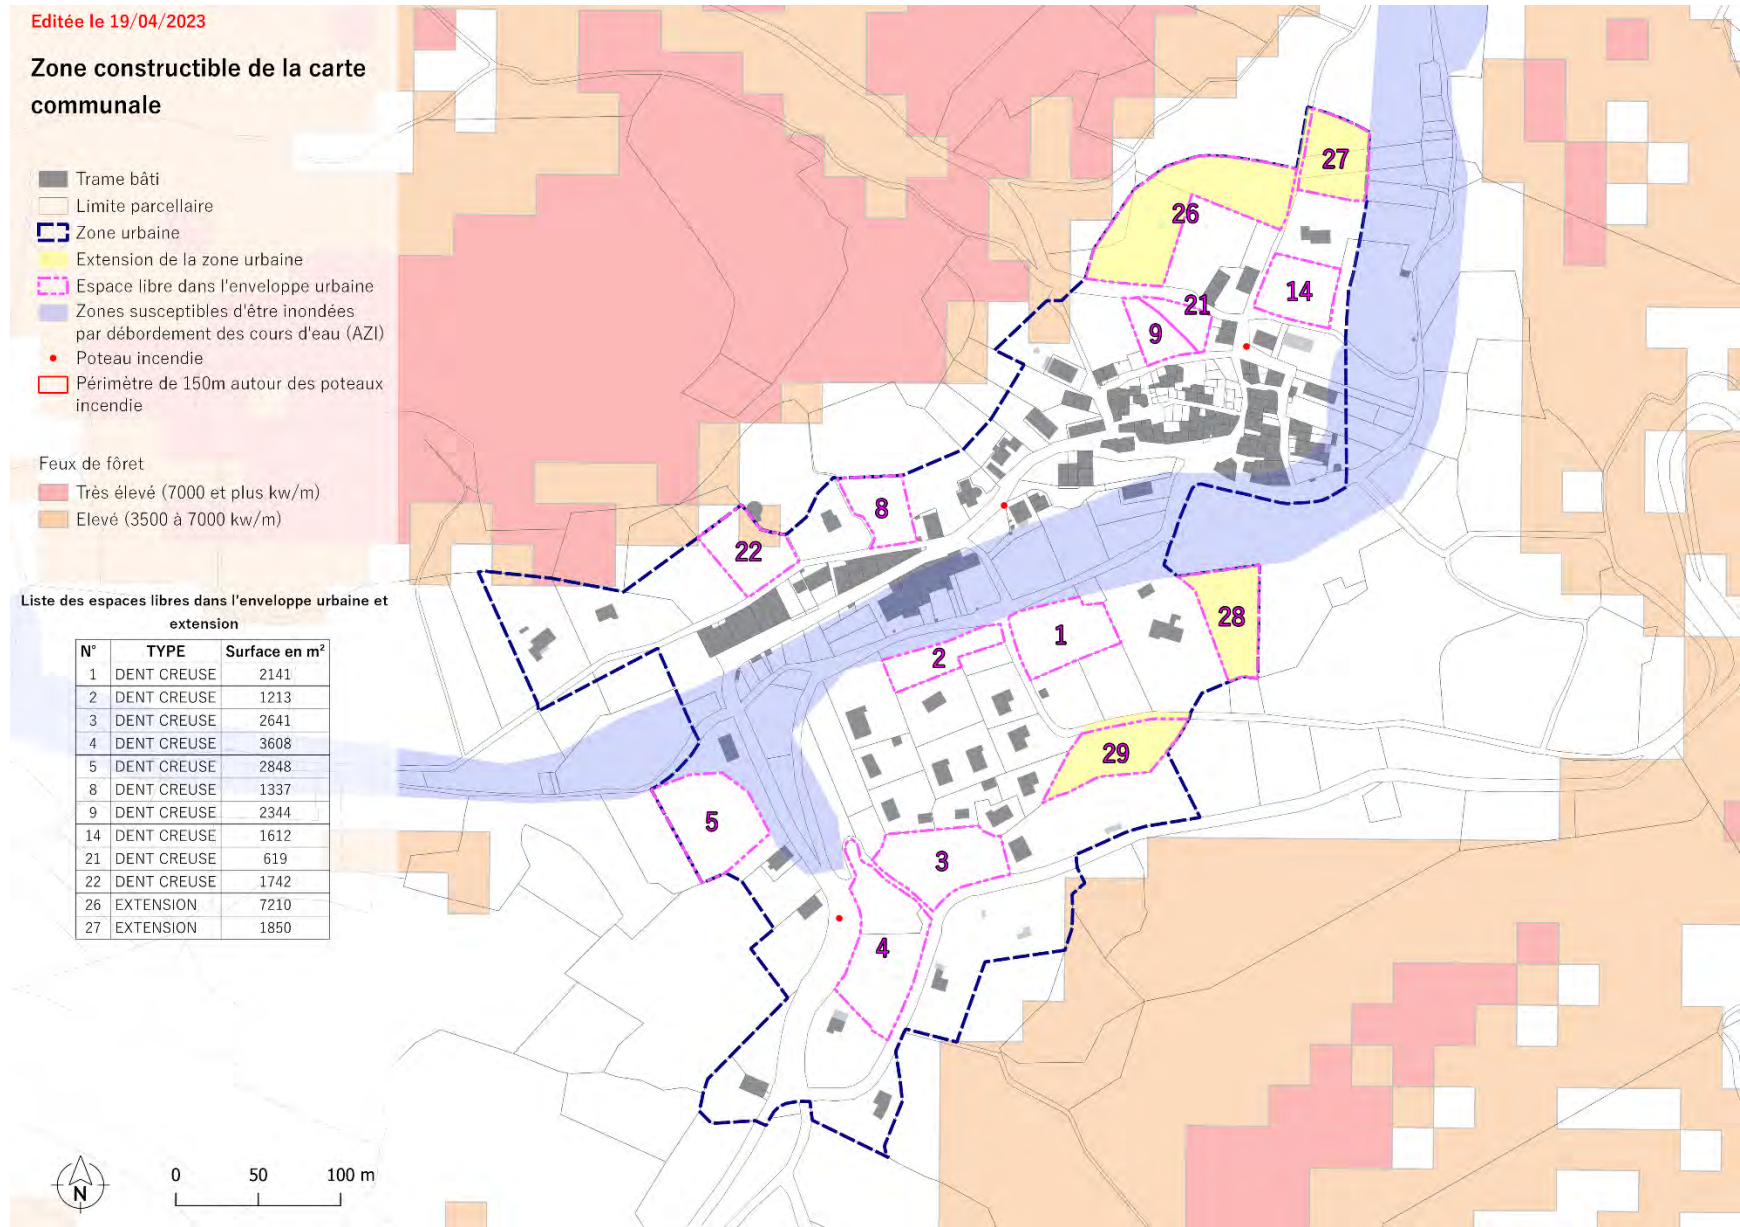 Editée le 19/04/2023
Zone constructible de la carte
communale
Trame bâti
Limite parcellaire
Zone urbaine
Extension de la zone urbaine
Espace libre dans l'enveloppe urbaine
Zones susceptibles d'être inondées
par débordement des cours d'eau (AZI)
Poteau incendie
Périmètre de 150m autour des poteaux
incendie
Feux de fôret
Très élevé (7000 et plus kw/m)
Elevé (3500 à 7000 kw/m)
Liste des espaces libres dans l'enveloppe urbaine et
extension
N° TYPE Surface en m²
1 DENT CREUSE 2141
2 DENT CREUSE 1213
3 DENT CREUSE 2641
4 DENT CREUSE 3608
5 DENT CREUSE 2848
8 DENT CREUSE 1337
9 DENT CREUSE 2344
14 DENT CREUSE 1612
21 DENT CREUSE 619
22 DENT CREUSE 1742
26 EXTENSION 7210
27 EXTENSION 1850
N
0 50 100 m
27
26
14
21
9
8
22
28
1
2
29
5
3
4